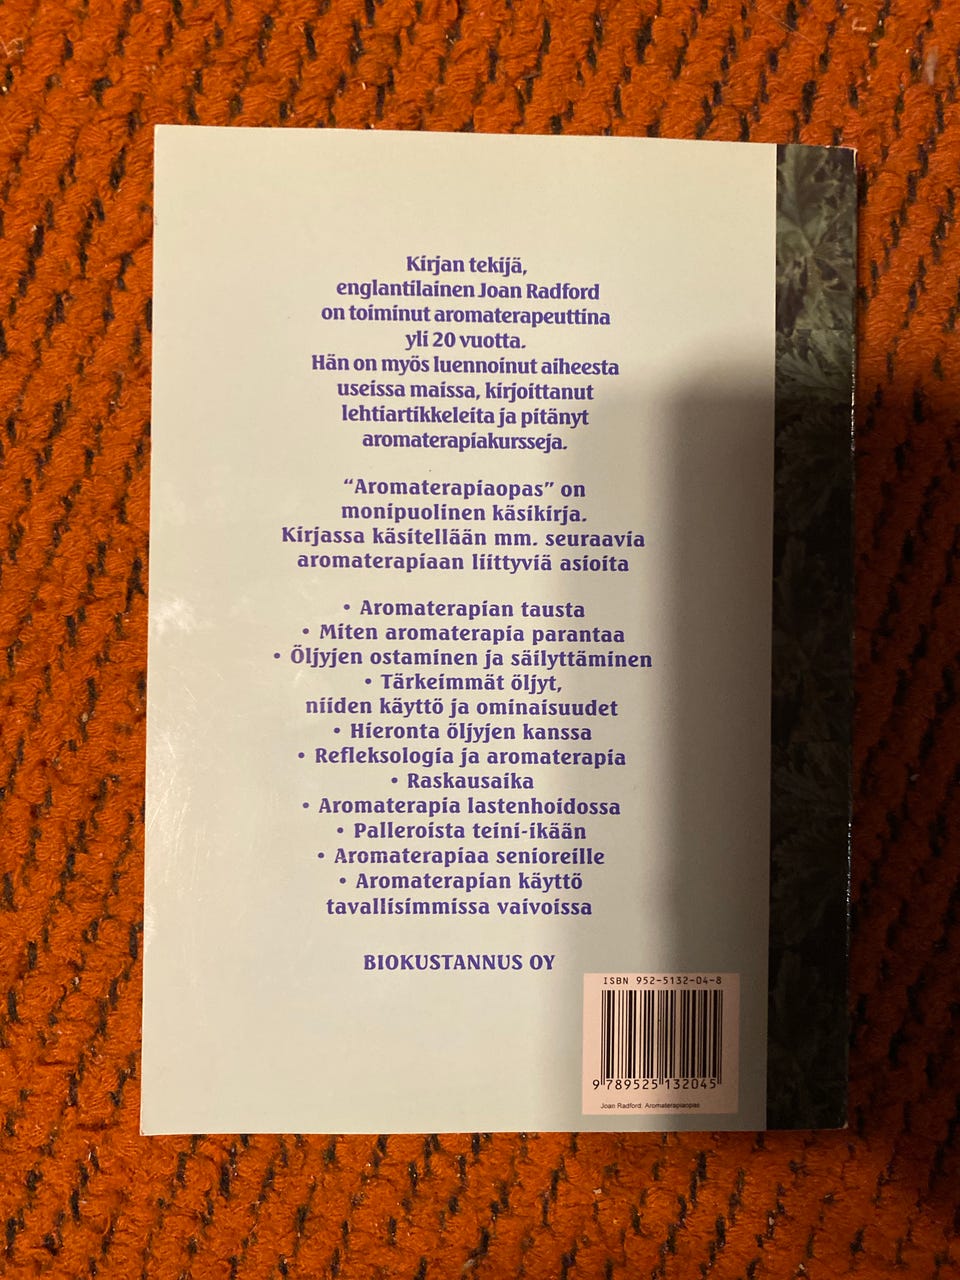 Kirjan tekijä,
englantilainen Joan Radford
on toiminut aromaterapeuttina
yli 20 vuotta.
Hän on myös luennoinut aiheesta
useissa maissa, kirjoittanut
lehtiartikkeleita ja pitänyt
aromaterapiakursseja.
“Aromaterapiaopas” on
monipuolinen käsikirja.
Kirjassa käsitellään mm. seuraavia
aromaterapiaan liittyviä asioita
• Aromaterapian tausta
• Miten aromaterapia parantaa
• Öljyjen ostaminen ja säilyttäminen
• Tärkeimmät öljyt,
niiden käyttö ja ominaisuudet
• Hieronta öljyjen kanssa
• Refleksologia ja aromaterapia
• Raskausaika
• Aromaterapia lastenhoidossa
• Palleroista teini-ikään
• Aromaterapiaa senioreille
• Aromaterapian käyttö
tavallisimmissa vaivoissa
BIOKUSTANNUS OY
ISBN 952-5132-04-8
9 789525 132045
Joan Radford: Aromaterapiaopas